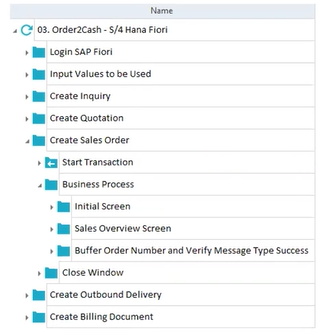 Name
03. Order2Cash - S/4 Hana Fiori
Login SAP Fiori
Input Values to be Used
Create Inquiry
Create Quotation
Create Sales Order
Start Transaction
Business Process
Initial Screen
Sales Overview Screen
Buffer Order Number and Verify Message Type Success
Close Window
Create Outbound Delivery
Create Billing Document